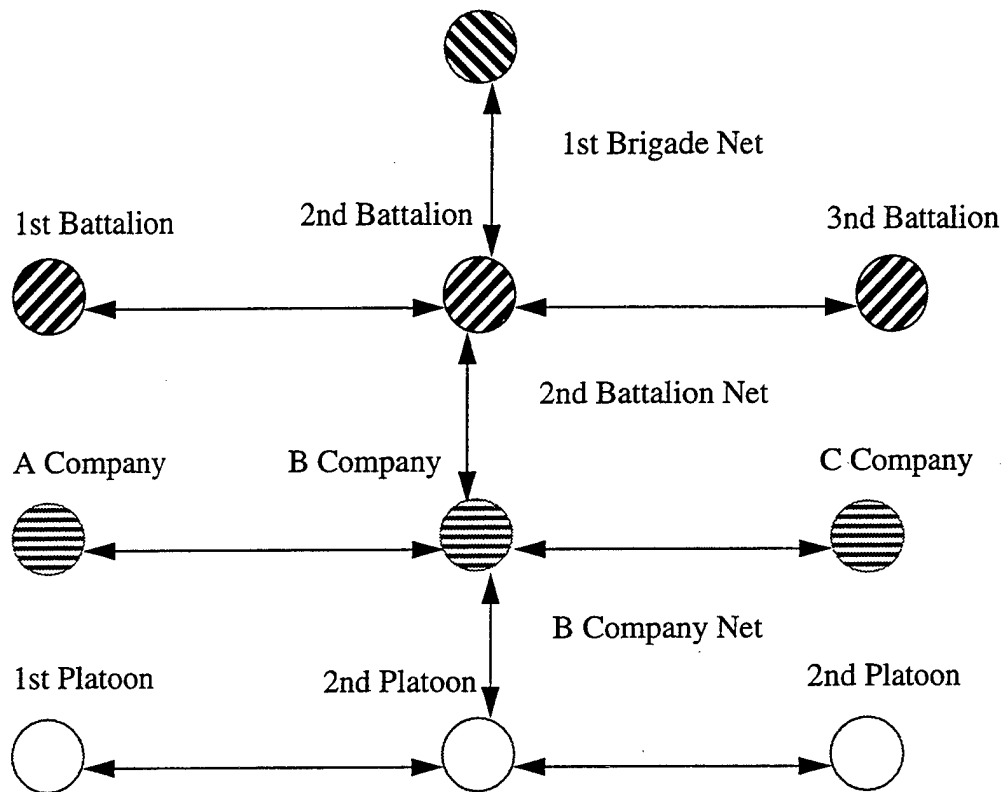 1st Brigade Net
1st Battalion
2nd Battalion
3nd Battalion
2nd Battalion Net
A Company
B Company
C Company
B Company Net
1st Platoon
2nd Platoon
2nd Platoon